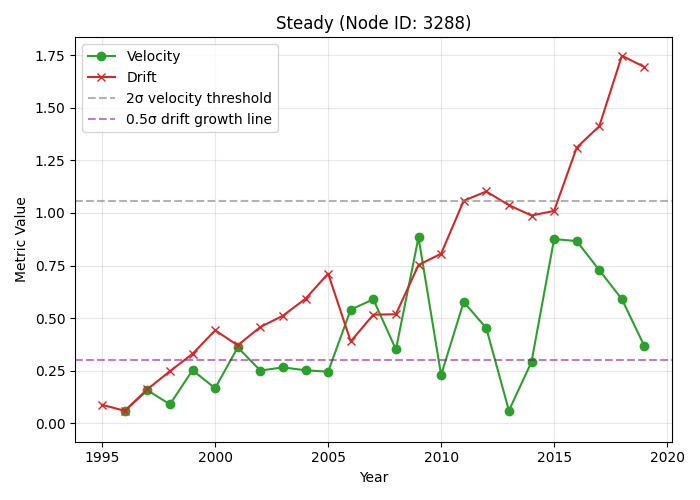 Steady (Node ID: 3288)
Velocity
Drift
2σ velocity threshold
0.5σ drift growth line
Metric Value
1.75
1.50
1.25
1.00
0.75
0.50
0.25
0.00
1995
2000
2005
2010
2015
2020
Year